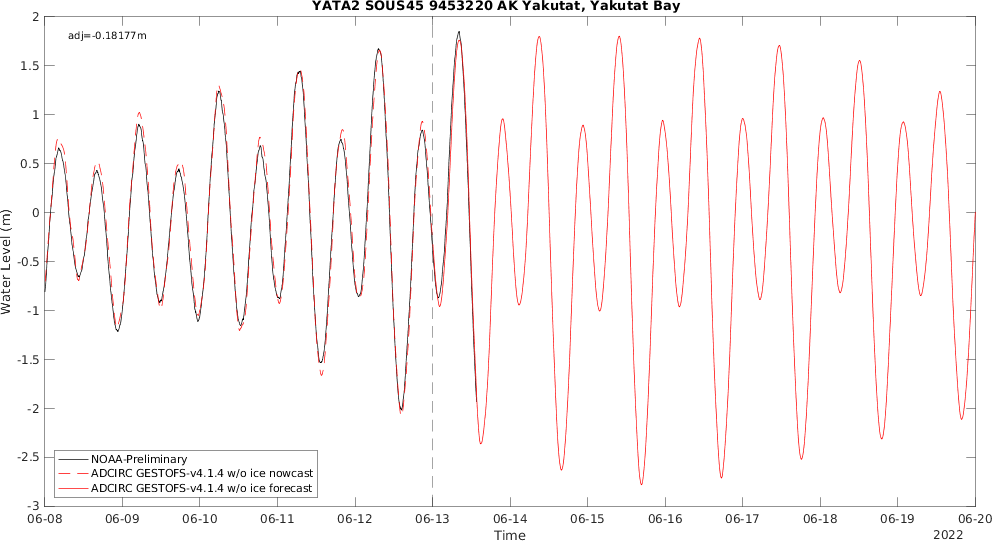 YATA2 SOUS45 9453220 AK Yakutat, Yakutat Bay
adj=-0.18177m
2
1.5
1
0.5
0
-0.5
-1
-1.5
-2
-2.5
-3
Water Level (m)
NOAA-Preliminary
ADCIRC GESTOFS-v4.1.4 w/o ice nowcast
ADCIRC GESTOFS-v4.1.4 w/o ice forecast
06-08 06-09 06-10 06-11 06-12 06-13 06-14 06-15 06-16 06-17 06-18 06-19 06-20
Time
2022